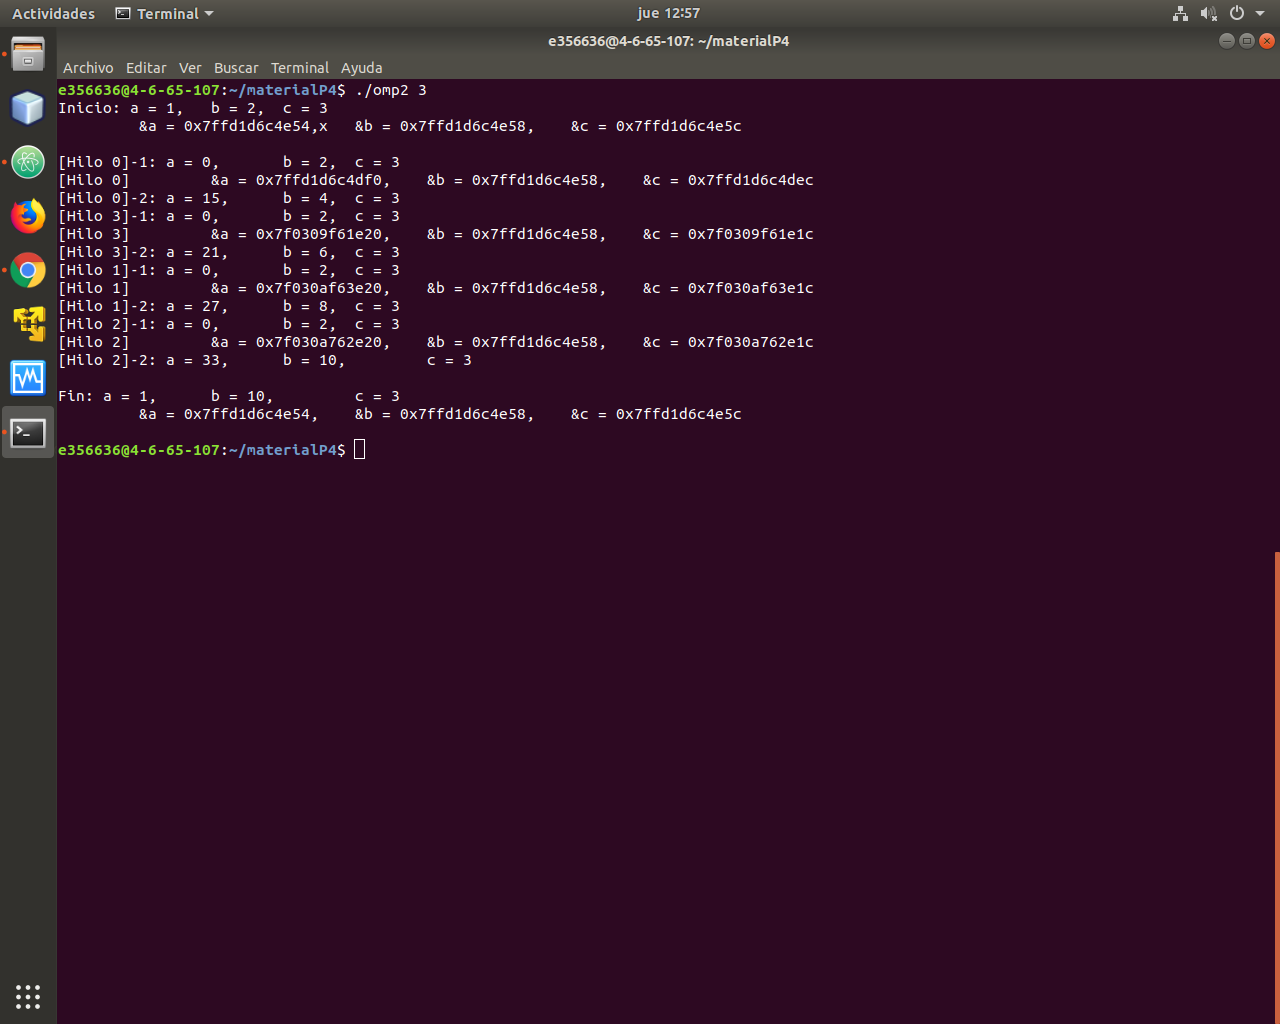 Actividades Terminal jue 12:57
e356636@4-6-65-107: ~/materialP4
Archivo Editar Ver Buscar Terminal Ayuda
e356636@4-6-65-107:~/materialP4$ ./omp2 3
Inicio: a = 1, b = 2, c = 3
&a = 0x7ffd1d6c4e54,x &b = 0x7ffd1d6c4e58, &c = 0x7ffd1d6c4e5c
[Hilo 0]-1: a = 0, b = 2, c = 3
[Hilo 0] &a = 0x7ffd1d6c4df0, &b = 0x7ffd1d6c4e58, &c = 0x7ffd1d6c4dec
[Hilo 0]-2: a = 15, b = 4, c = 3
[Hilo 3]-1: a = 0, b = 2, c = 3
[Hilo 3] &a = 0x7f0309f61e20, &b = 0x7ffd1d6c4e58, &c = 0x7f0309f61e1c
[Hilo 3]-2: a = 21, b = 6, c = 3
[Hilo 1]-1: a = 0, b = 2, c = 3
[Hilo 1] &a = 0x7f030af63e20, &b = 0x7ffd1d6c4e58, &c = 0x7f030af63e1c
[Hilo 1]-2: a = 27, b = 8, c = 3
[Hilo 2]-1: a = 0, b = 2, c = 3
[Hilo 2] &a = 0x7f030a762e20, &b = 0x7ffd1d6c4e58, &c = 0x7f030a762e1c
[Hilo 2]-2: a = 33, b = 10, c = 3
Fin: a = 1, b = 10, c = 3
&a = 0x7ffd1d6c4e54, &b = 0x7ffd1d6c4e58, &c = 0x7ffd1d6c4e5c
e356636@4-6-65-107:~/materialP4$